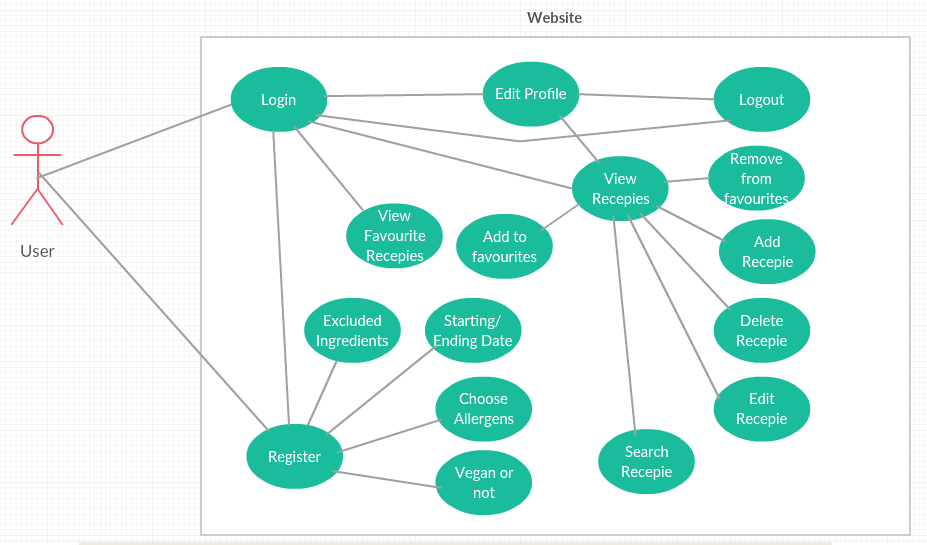 Website
Login
Edit Profile
Logout
View
Recepies
Remove
from
favourites
User
View
Favourite
Recepies
Add to
favourites
Add
Recepie
Excluded
Ingredients
Starting/
Ending Date
Delete
Recepie
Choose
Allergens
Edit
Recepie
Register
Vegan or
not
Search
Recepie